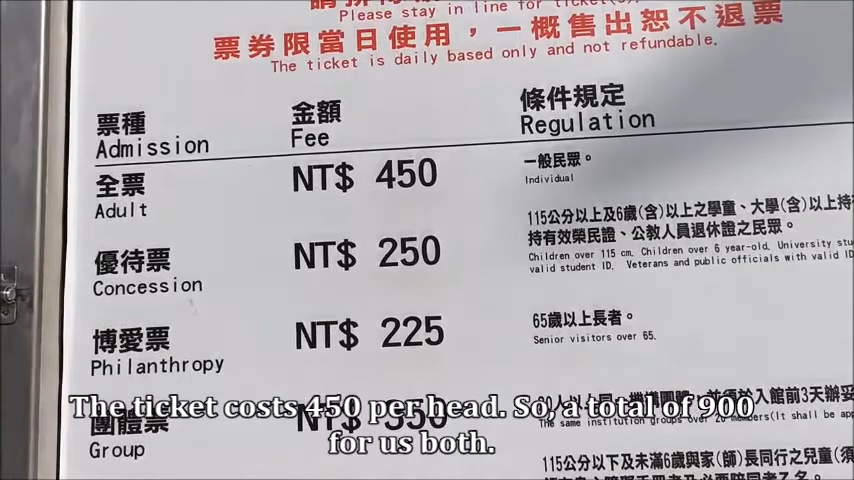 Please stay in line for ticket(s).
票券限當日使用，一概售出恕不退票
The ticket is daily based only and not refundable.
票種 金額 條件規定
Admission Fee Regulation
全票 NT$ 450 一般民眾。
Adult Individual
115公分以上及6歲(含)以上之學童、大學(含)以上持
優待票 NT$ 250 持有效榮民證、公教人員退休證之民眾。
Concession Children over 115 cm. Children over 6 year-old. University stu
valid student ID. Veterans and public officials with valid ID
博愛票 NT$ 225 65歲以上長者。
Philanthropy Senior visitors over 65.
The ticket costs 450 per head. So, a total of 900
for us both.
團體票 NT$ 350
The same institution groups over 20 members(It shall be
Group
115公分以下及未滿6歲與家(師)長同行之兒童(須